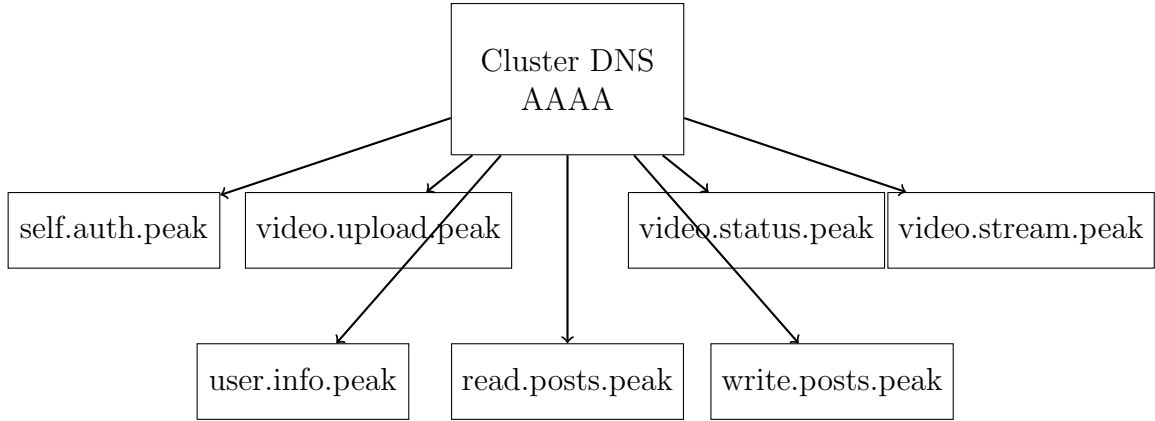 Cluster DNS
AAAA
self.auth.peak
video.upload.peak
video.status.peak
video.stream.peak
user.info.peak
read.posts.peak
write.posts.peak